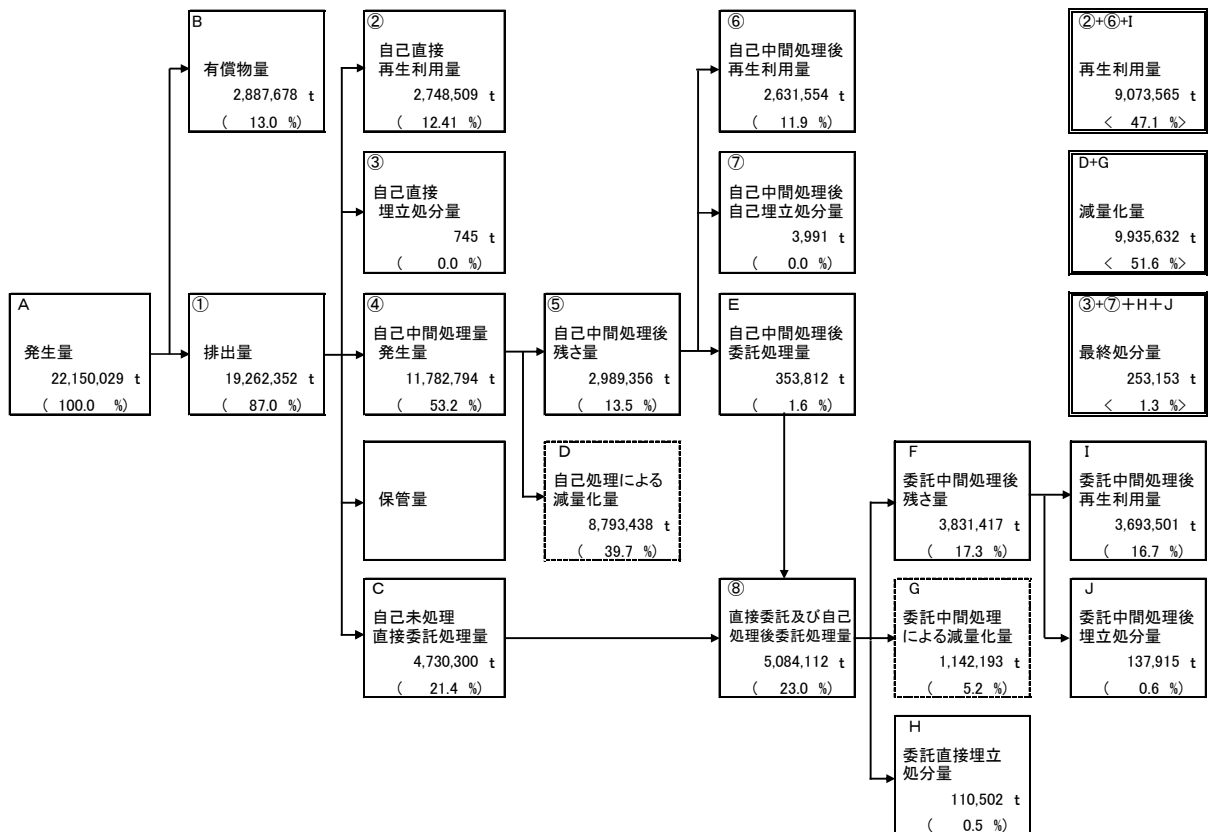 B
有償物量
2,887,678 t
( 13.0 %)
②
自己直接
再生利用量
2,748,509 t
( 12.41 %)
⑥
自己中間処理後
再生利用量
2,631,554 t
( 11.9 %)
②+⑥+I
再生利用量
9,073,565 t
< 47.1 %>
③
自己直接
埋立処分量
745 t
( 0.0 %)
⑦
自己中間処理後
自己埋立処分量
3,991 t
( 0.0 %)
D+G
減量化量
9,935,632 t
< 51.6 %>
A
発生量
22,150,029 t
( 100.0 %)
①
排出量
19,262,352 t
( 87.0 %)
④
自己中間処理量
発生量
11,782,794 t
( 53.2 %)
⑤
自己中間処理後
残さ量
2,989,356 t
( 13.5 %)
E
自己中間処理後
委託処理量
353,812 t
( 1.6 %)
③+⑦+H+J
最終処分量
253,153 t
< 1.3 %>
保管量
D
自己処理による
減量化量
8,793,438 t
( 39.7 %)
F
委託中間処理後
残さ量
3,831,417 t
( 17.3 %)
I
委託中間処理後
再生利用量
3,693,501 t
( 16.7 %)
C
自己未処理
直接委託処理量
4,730,300 t
( 21.4 %)
⑧
直接委託及び自己
処理後委託処理量
5,084,112 t
( 23.0 %)
G
委託中間処理
による減量化量
1,142,193 t
( 5.2 %)
J
委託中間処理後
埋立処分量
137,915 t
( 0.6 %)
H
委託直接埋立
処分量
110,502 t
( 0.5 %)